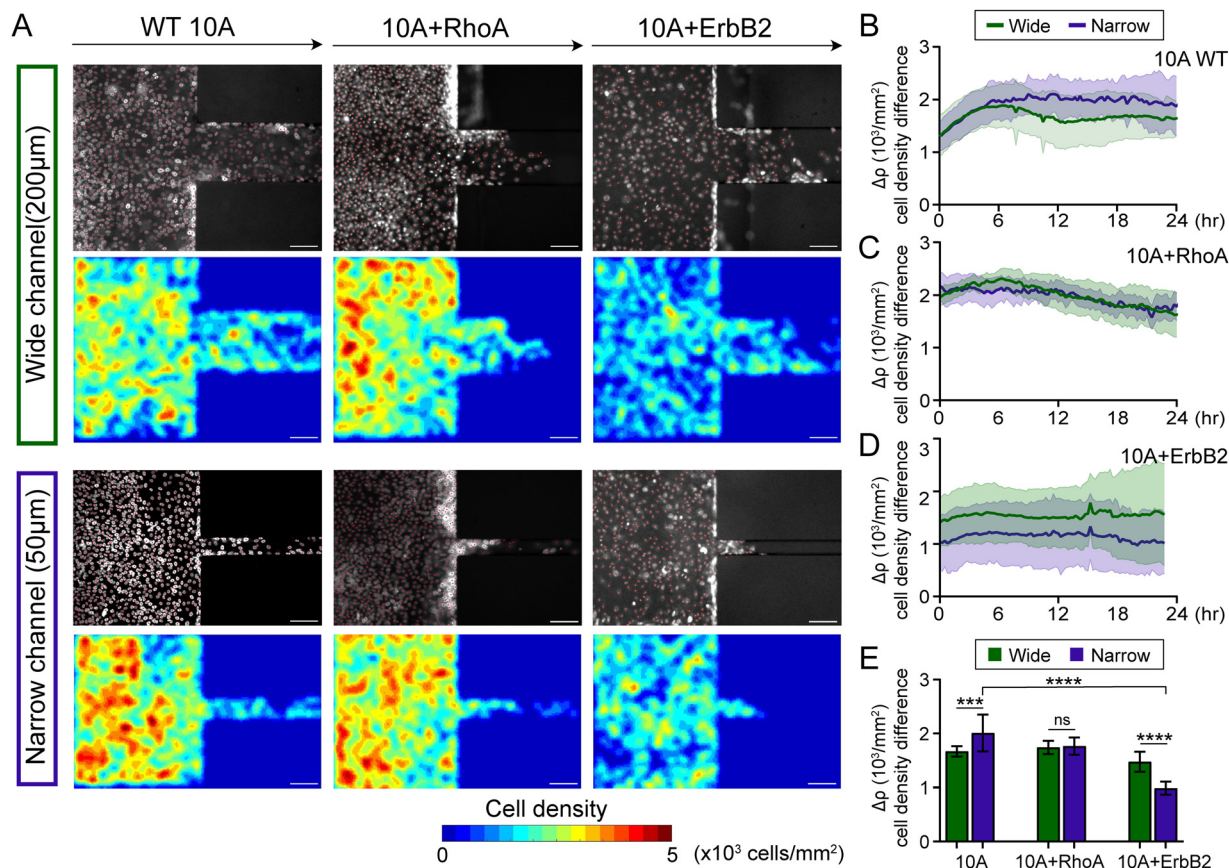 A
WT 10A
10A+RhoA
10A+ErbB2
Wide channel(200μm)
Narrow channel (50μm)
Cell density
0
5
(x10³ cells/mm²)
B
Wide
Narrow
10A WT
Δρ (10³/mm²)
cell density difference
3
2
1
0
0
6
12
18
24
(hr)
C
10A+RhoA
Δρ (10³/mm²)
cell density difference
3
2
1
0
0
6
12
18
24
(hr)
D
10A+ErbB2
Δρ (10³/mm²)
cell density difference
3
2
1
0
0
6
12
18
24
(hr)
E
Wide
Narrow
Δρ (10³/mm²)
cell density difference
3
2
1
0
***
ns
****
****
10A
10A+RhoA
10A+ErbB2